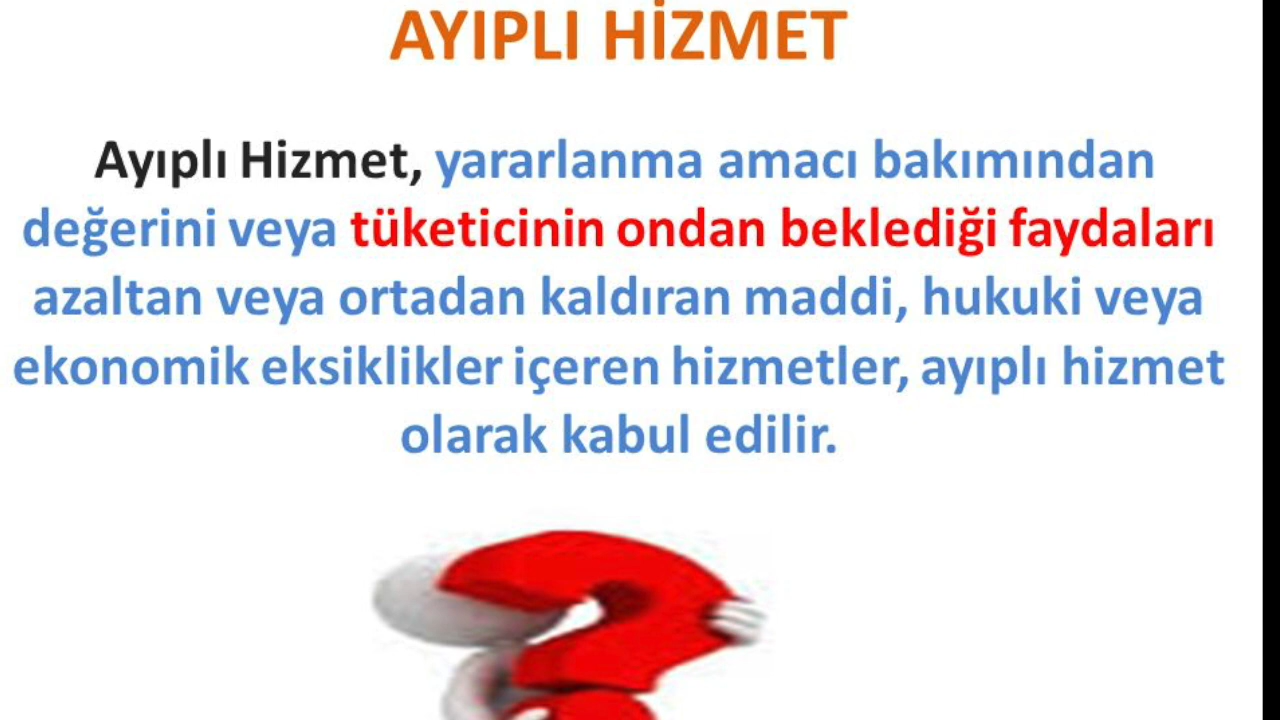 AYIPLI HİZMET
Ayıplı Hizmet, yararlanma amacı bakımından
değerini veya tüketicinin ondan beklediği faydaları
azaltan veya ortadan kaldıran maddi, hukuki veya
ekonomik eksiklikler içeren hizmetler, ayıplı hizmet
olarak kabul edilir.